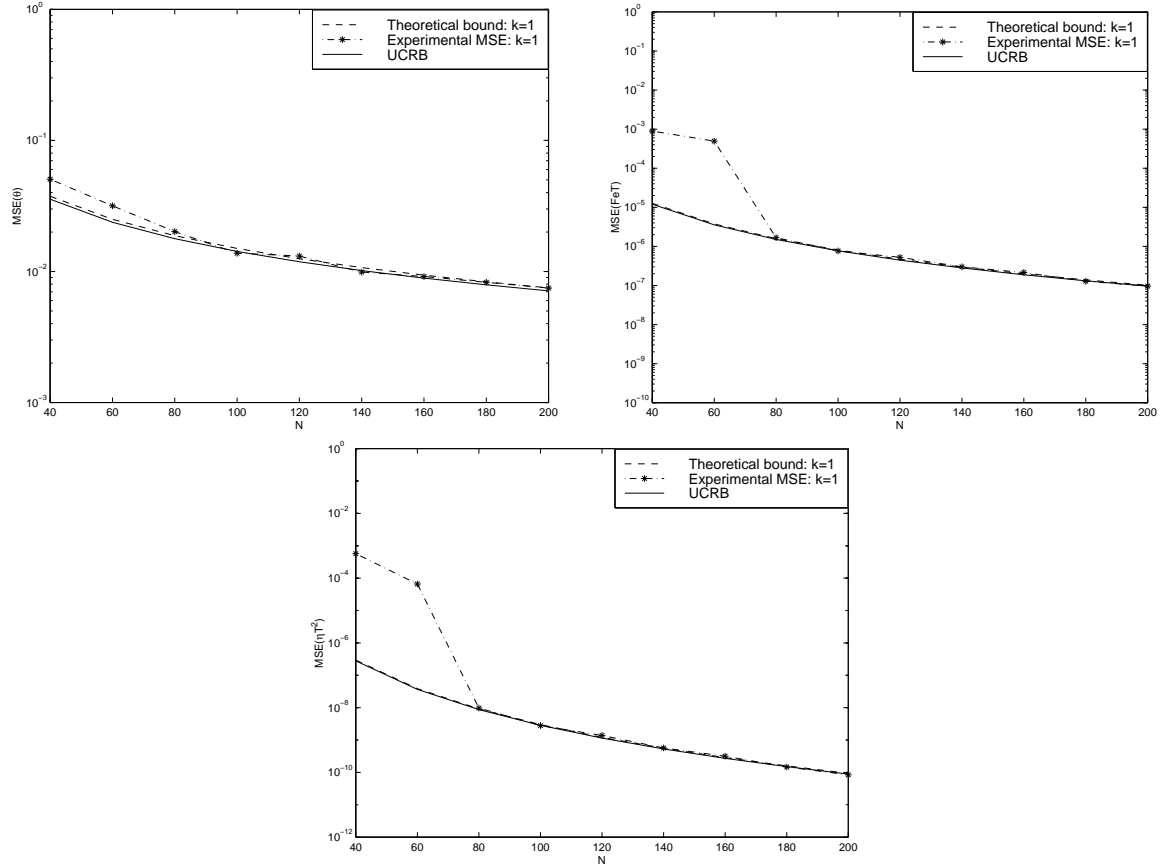 10^0
10^-1
10^-2
10^-3
MSE(θ)
40 60 80 100 120 140 160 180 200
N
Theoretical bound: k=1
Experimental MSE: k=1
UCRB
10^0
10^-1
10^-2
10^-3
10^-4
10^-5
10^-6
10^-7
10^-8
10^-9
10^-10
MSE(FeT)
40 60 80 100 120 140 160 180 200
N
Theoretical bound: k=1
Experimental MSE: k=1
UCRB
10^0
10^-2
10^-4
10^-6
10^-8
10^-10
10^-12
MSE(ηT^2)
40 60 80 100 120 140 160 180 200
N
Theoretical bound: k=1
Experimental MSE: k=1
UCRB